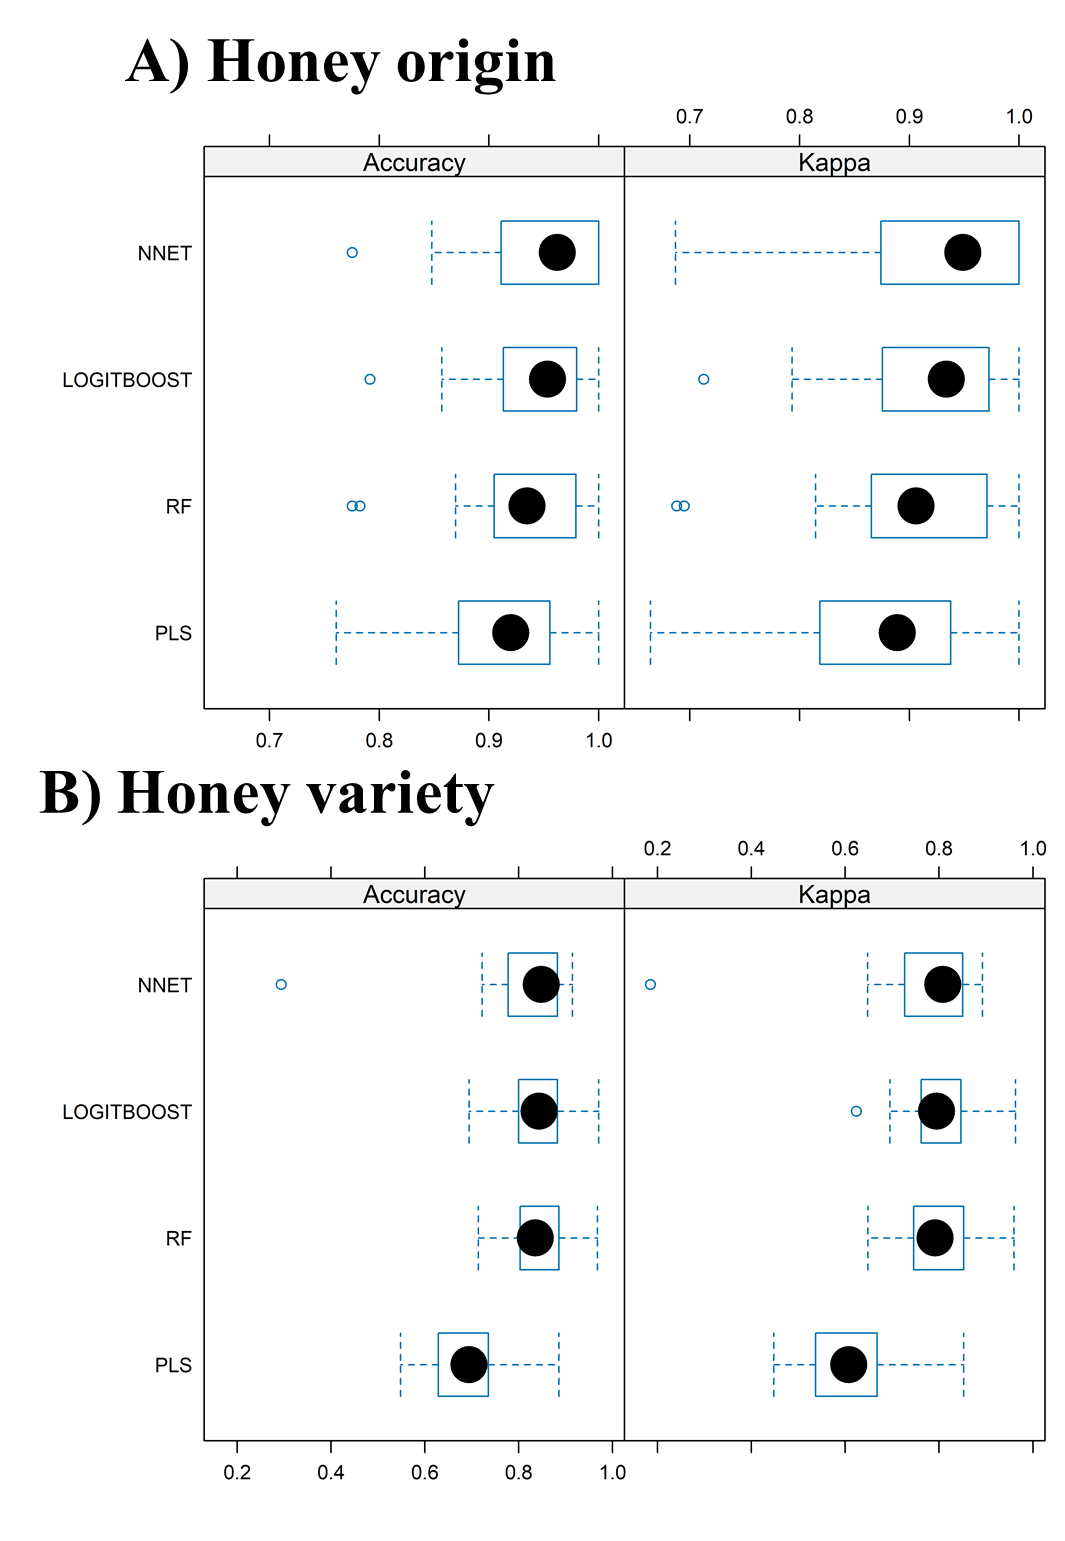 A) Honey origin
0.7 0.8 0.9 1.0
Accuracy Kappa
NNET
LOGITBOOST
RF
PLS
0.7 0.8 0.9 1.0
B) Honey variety
0.2 0.4 0.6 0.8 1.0
Accuracy Kappa
NNET
LOGITBOOST
RF
PLS
0.2 0.4 0.6 0.8 1.0